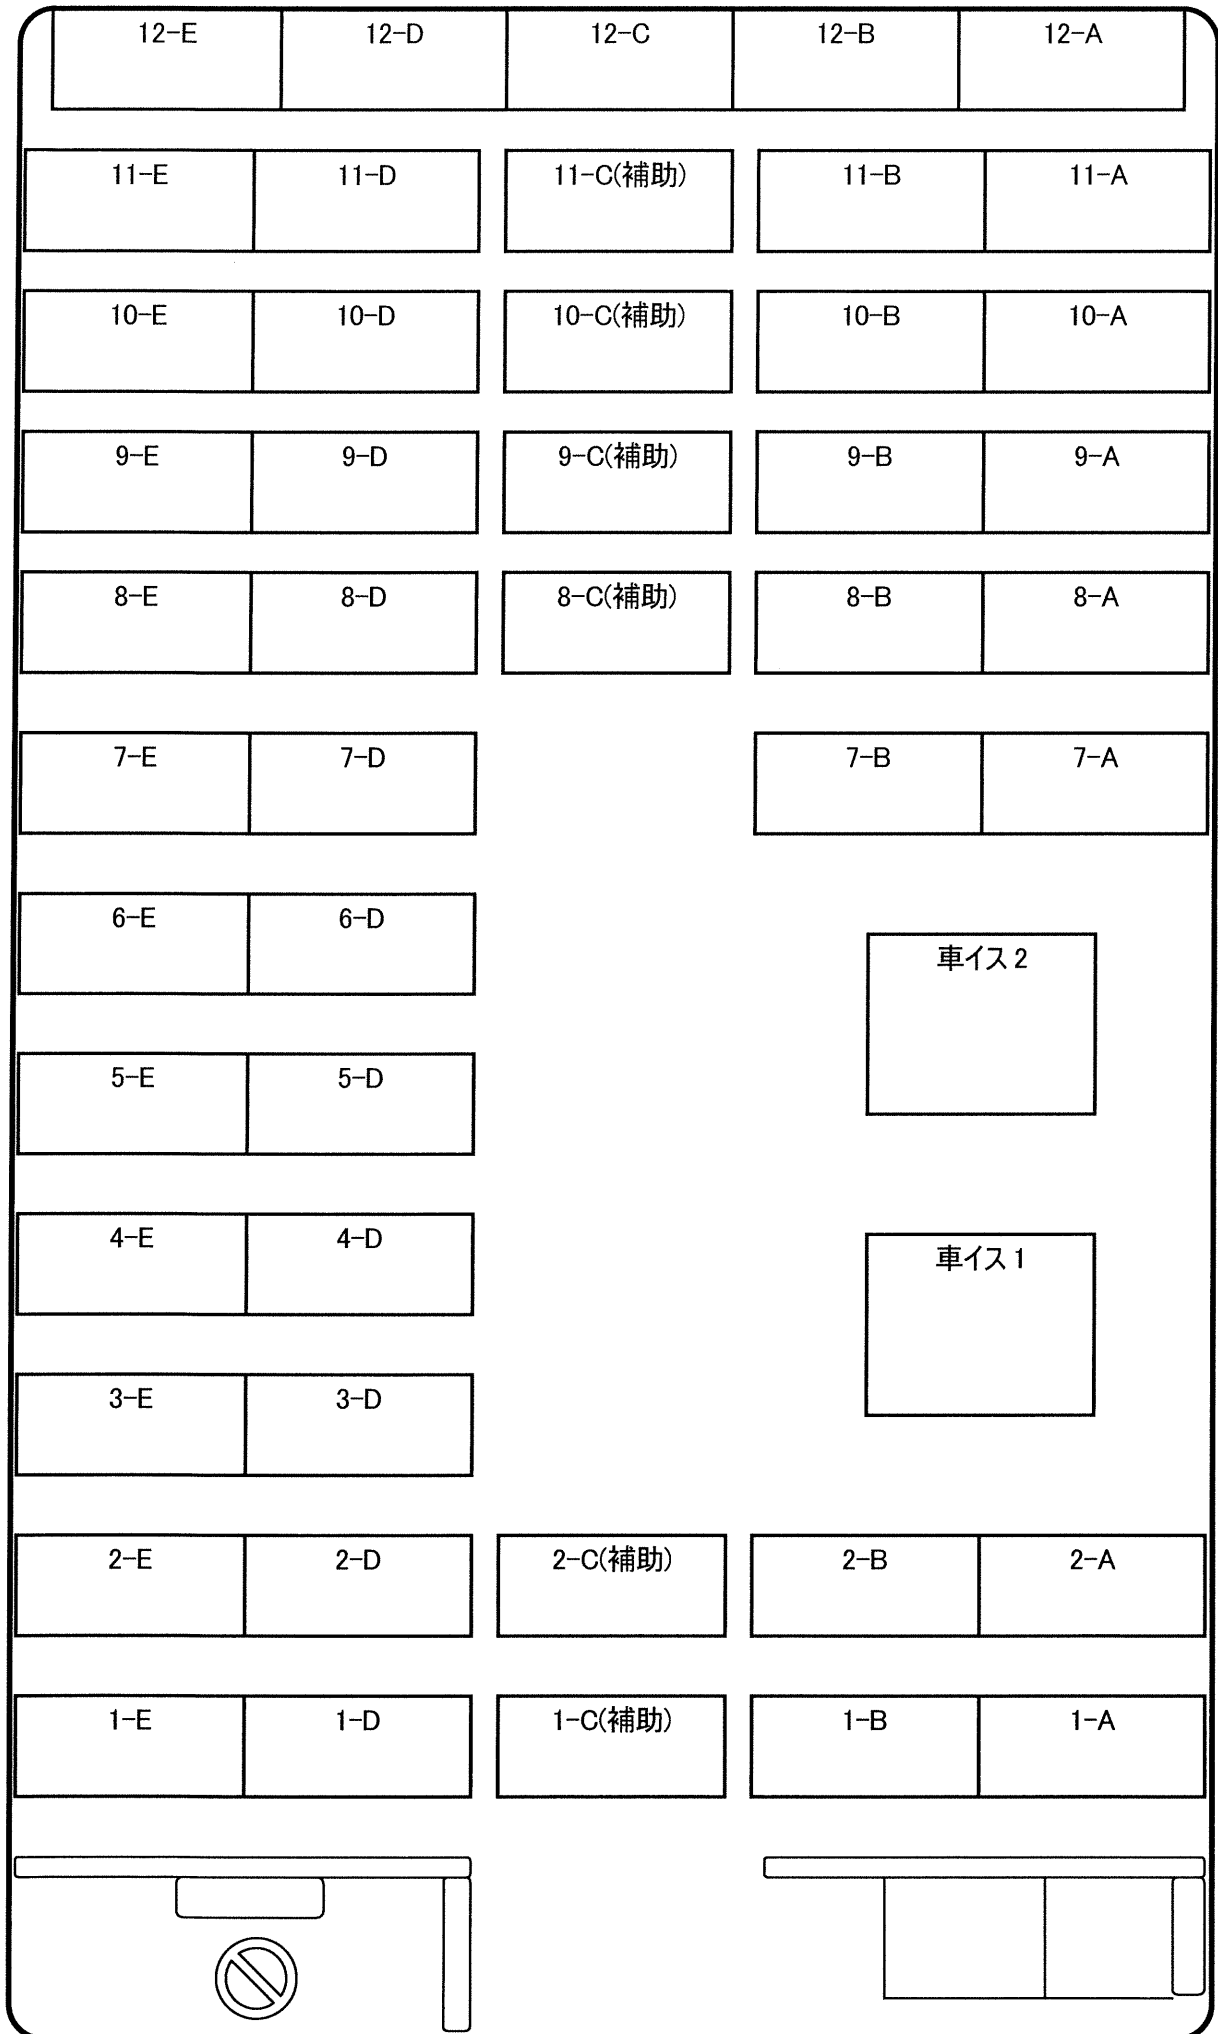 12-E 12-D 12-C 12-B 12-A
11-E 11-D 11-C(補助) 11-B 11-A
10-E 10-D 10-C(補助) 10-B 10-A
9-E 9-D 9-C(補助) 9-B 9-A
8-E 8-D 8-C(補助) 8-B 8-A
7-E 7-D 7-B 7-A
6-E 6-D
車イス 2
5-E 5-D
4-E 4-D
車イス 1
3-E 3-D
2-E 2-D 2-C(補助) 2-B 2-A
1-E 1-D 1-C(補助) 1-B 1-A